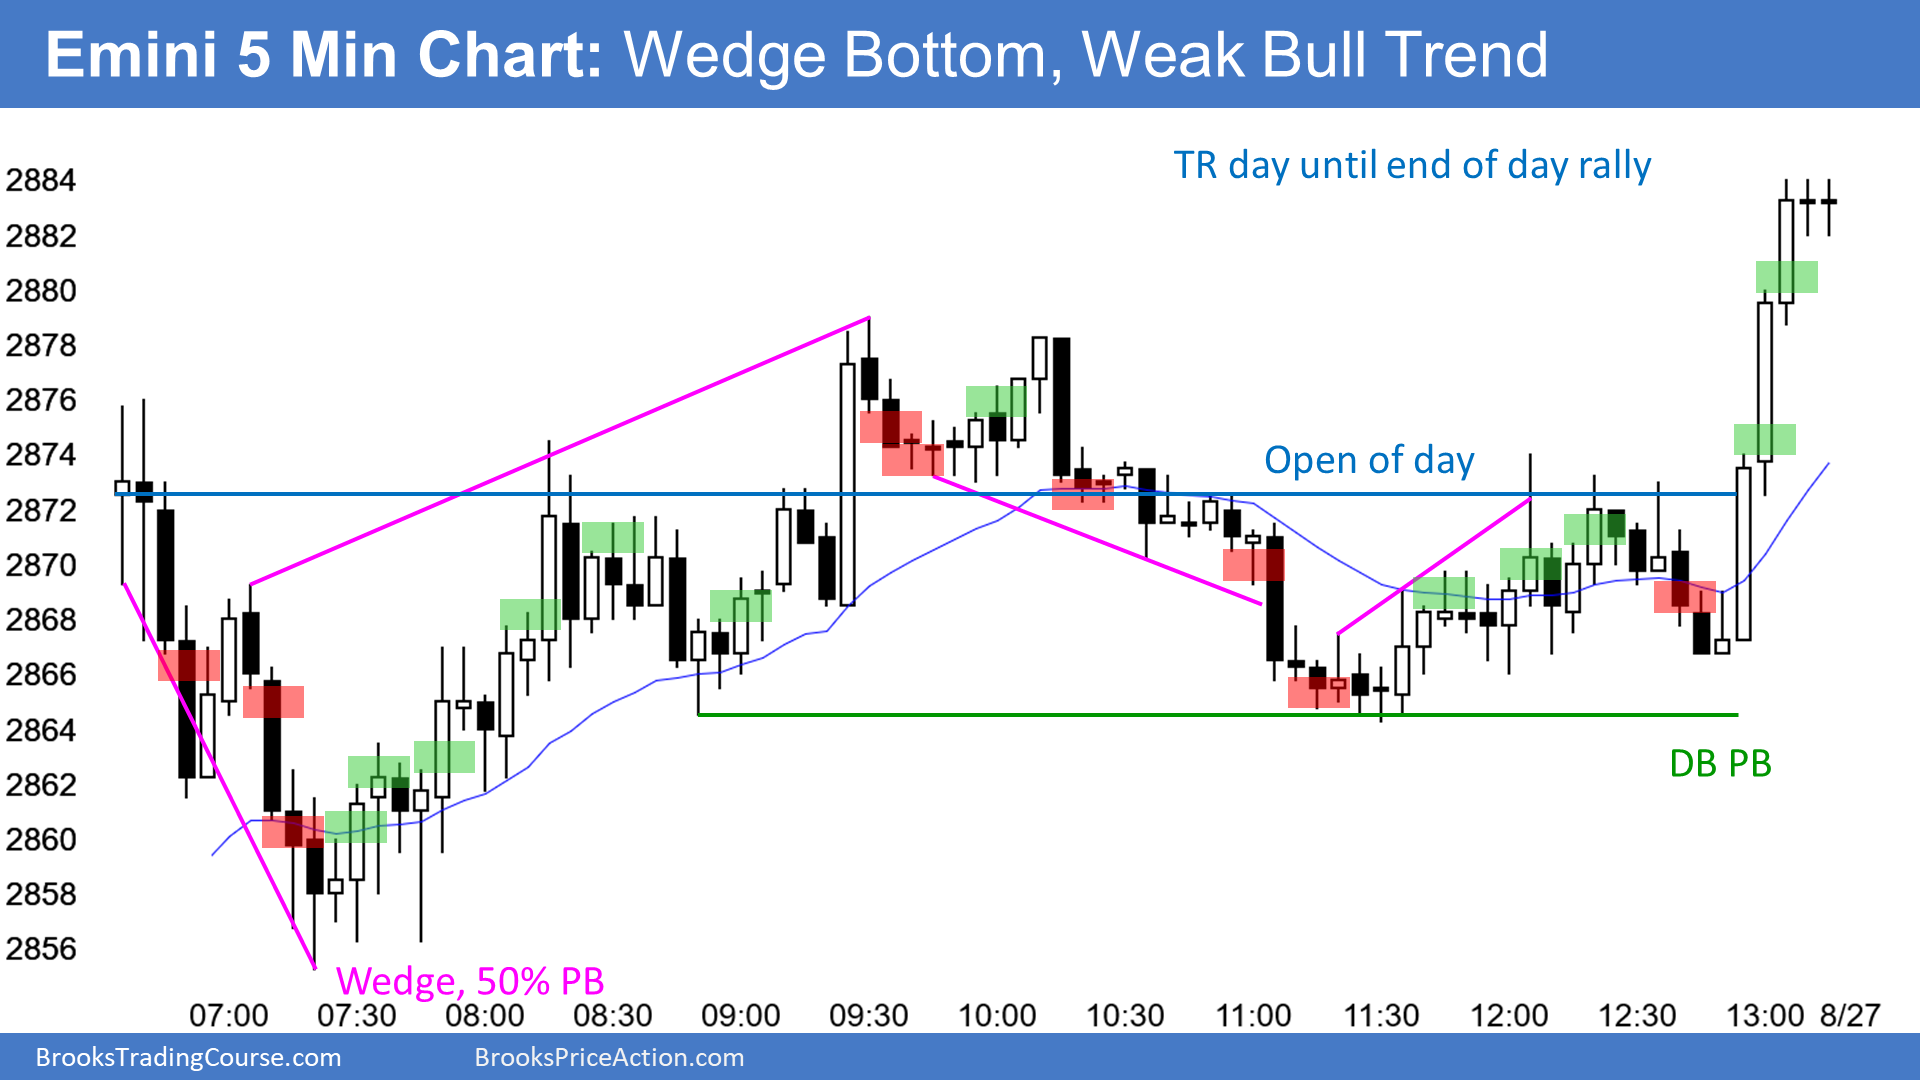 Emini 5 Min Chart: Wedge Bottom, Weak Bull Trend
TR day until end of day rally
2884
2882
2880
2878
2876
2874
2872
2870
2868
2866
2864
2862
2860
2858
2856
Open of day
DB PB
Wedge, 50% PB
07:00 07:30 08:00 08:30 09:00 09:30 10:00 10:30 11:00 11:30 12:00 12:30 13:00 8/27
BrooksTradingCourse.com BrooksPriceAction.com